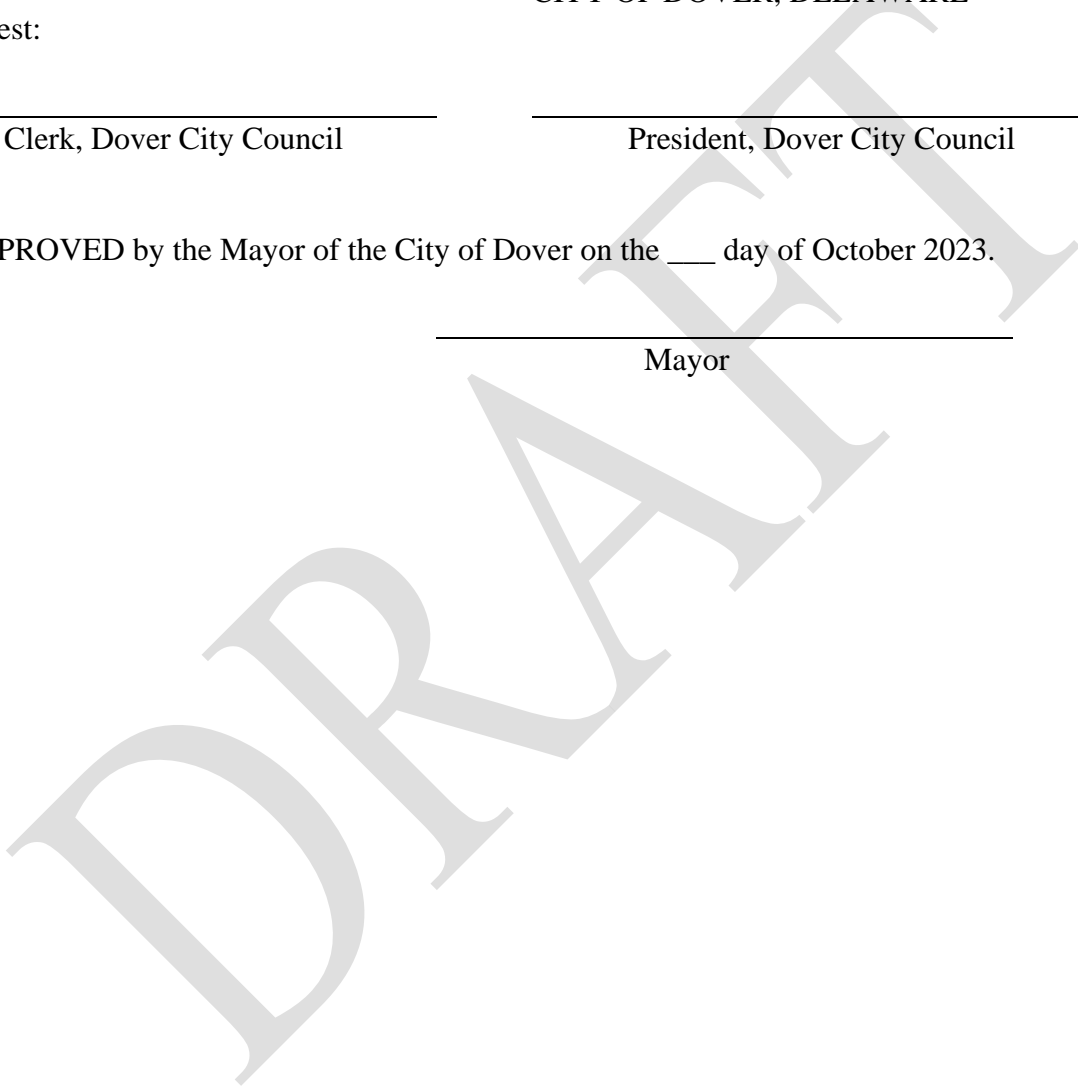 CITY OF DOVER, DELAWARE
est:
Clerk, Dover City Council President, Dover City Council
PROVED by the Mayor of the City of Dover on the ___ day of October 2023.
Mayor
DRAFT